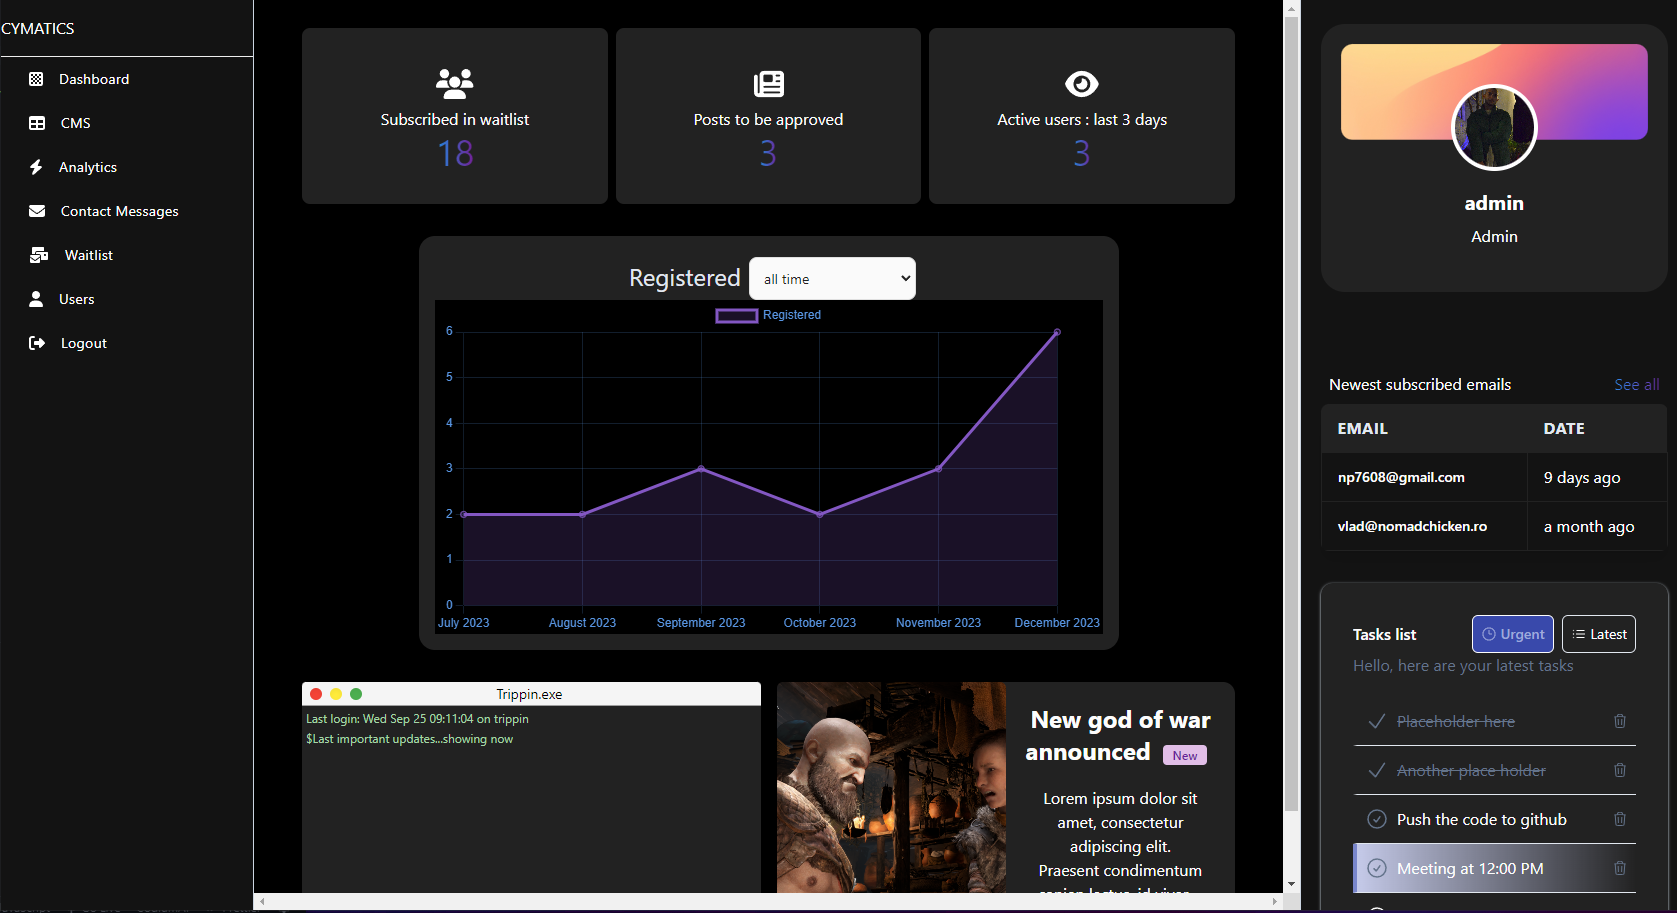 CYMATICS
Dashboard
CMS
Analytics
Contact Messages
Waitlist
Users
Logout
Subscribed in waitlist
18
Posts to be approved
3
Active users : last 3 days
3
Registered
all time
Registered
6
5
4
3
2
1
0
July 2023
August 2023
September 2023
October 2023
November 2023
December 2023
Trippin.exe
Last login: Wed Sep 25 09:11:04 on trippin
$Last important updates...showing now
New god of war
announced New
Lorem ipsum dolor sit
amet, consectetur
adipiscing elit.
Praesent condimentum
admin
Admin
Newest subscribed emails
See all
EMAIL DATE
np7608@gmail.com 9 days ago
vlad@nomadchicken.ro a month ago
Tasks list
Urgent
Latest
Hello, here are your latest tasks
Placeholder here
Another place holder
Push the code to github
Meeting at 12:00 PM